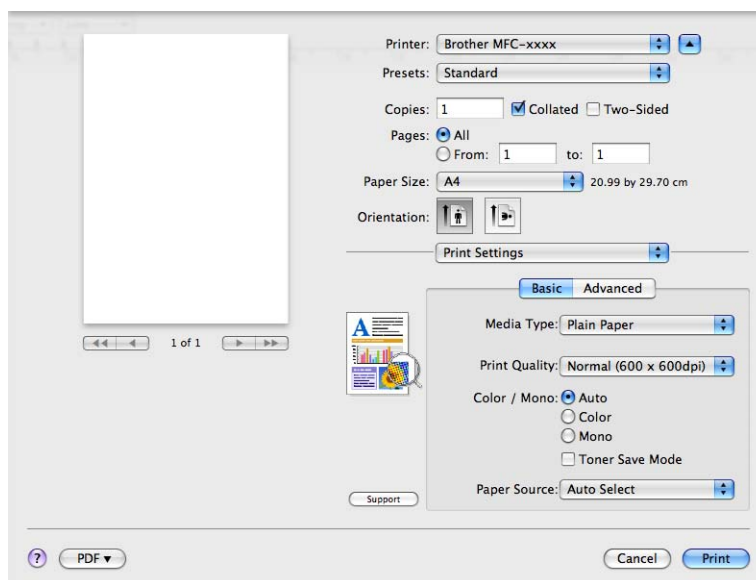 Printer: Brother MFC-xxxx
Presets: Standard
Copies: 1 Collated Two-Sided
Pages: All
From: 1 to: 1
Paper Size: A4 20.99 by 29.70 cm
Orientation:
Print Settings
Basic Advanced
1 of 1
Media Type: Plain Paper
Print Quality: Normal (600 x 600dpi)
Color / Mono: Auto
Color
Mono
Toner Save Mode
Paper Source: Auto Select
Support
? PDF Cancel Print